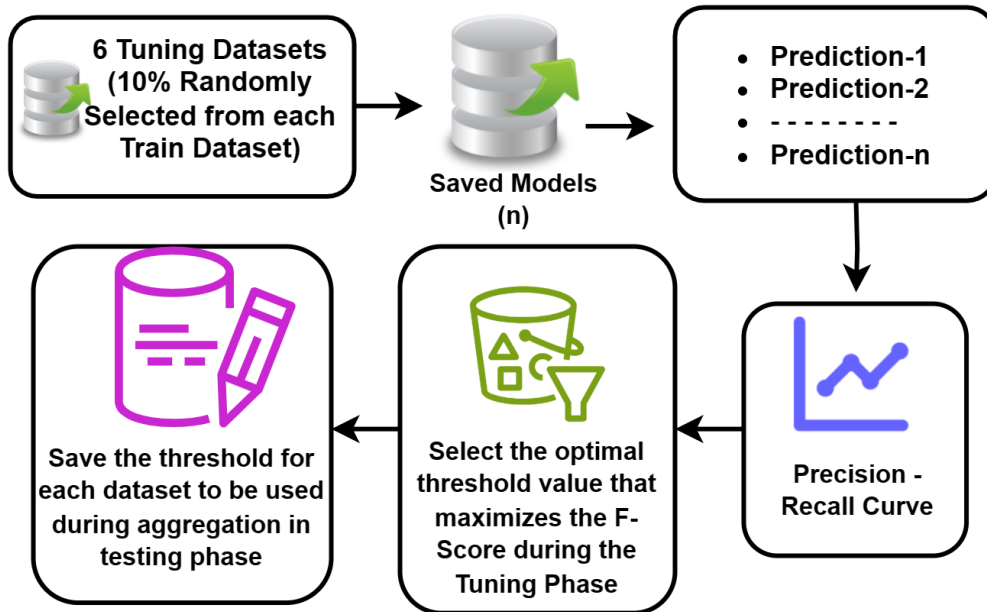 6 Tuning Datasets
(10% Randomly
Selected from each
Train Dataset)
Saved Models
(n)
• Prediction-1
• Prediction-2
• - - - - - - - -
• Prediction-n
Precision -
Recall Curve
Select the optimal
threshold value that
maximizes the F-
Score during the
Tuning Phase
Save the threshold for
each dataset to be used
during aggregation in
testing phase